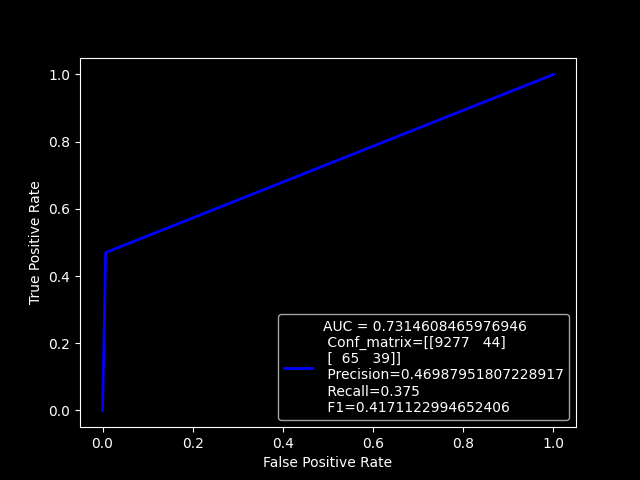 1.0
0.8
0.6
0.4
0.2
0.0
True Positive Rate
AUC = 0.7314608465976946
Conf_matrix=[[9277 44]
[ 65 39]]
Precision=0.46987951807228917
Recall=0.375
F1=0.4171122994652406
0.0 0.2 0.4 0.6 0.8 1.0
False Positive Rate